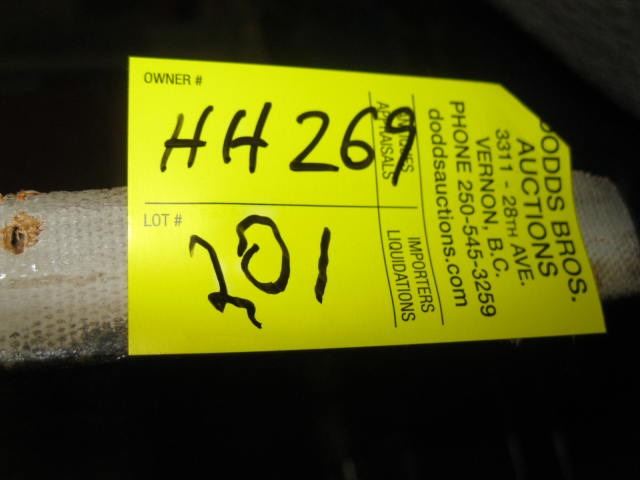 OWNER #
HH 269
LOT #
201
DODDS BROS.
AUCTIONS
3311 - 28TH AVE.
VERNON, B.C.
PHONE 250-545-3259
doddsauctions.com
APPRAISALS
IMPORTERS
LIQUIDATIONS